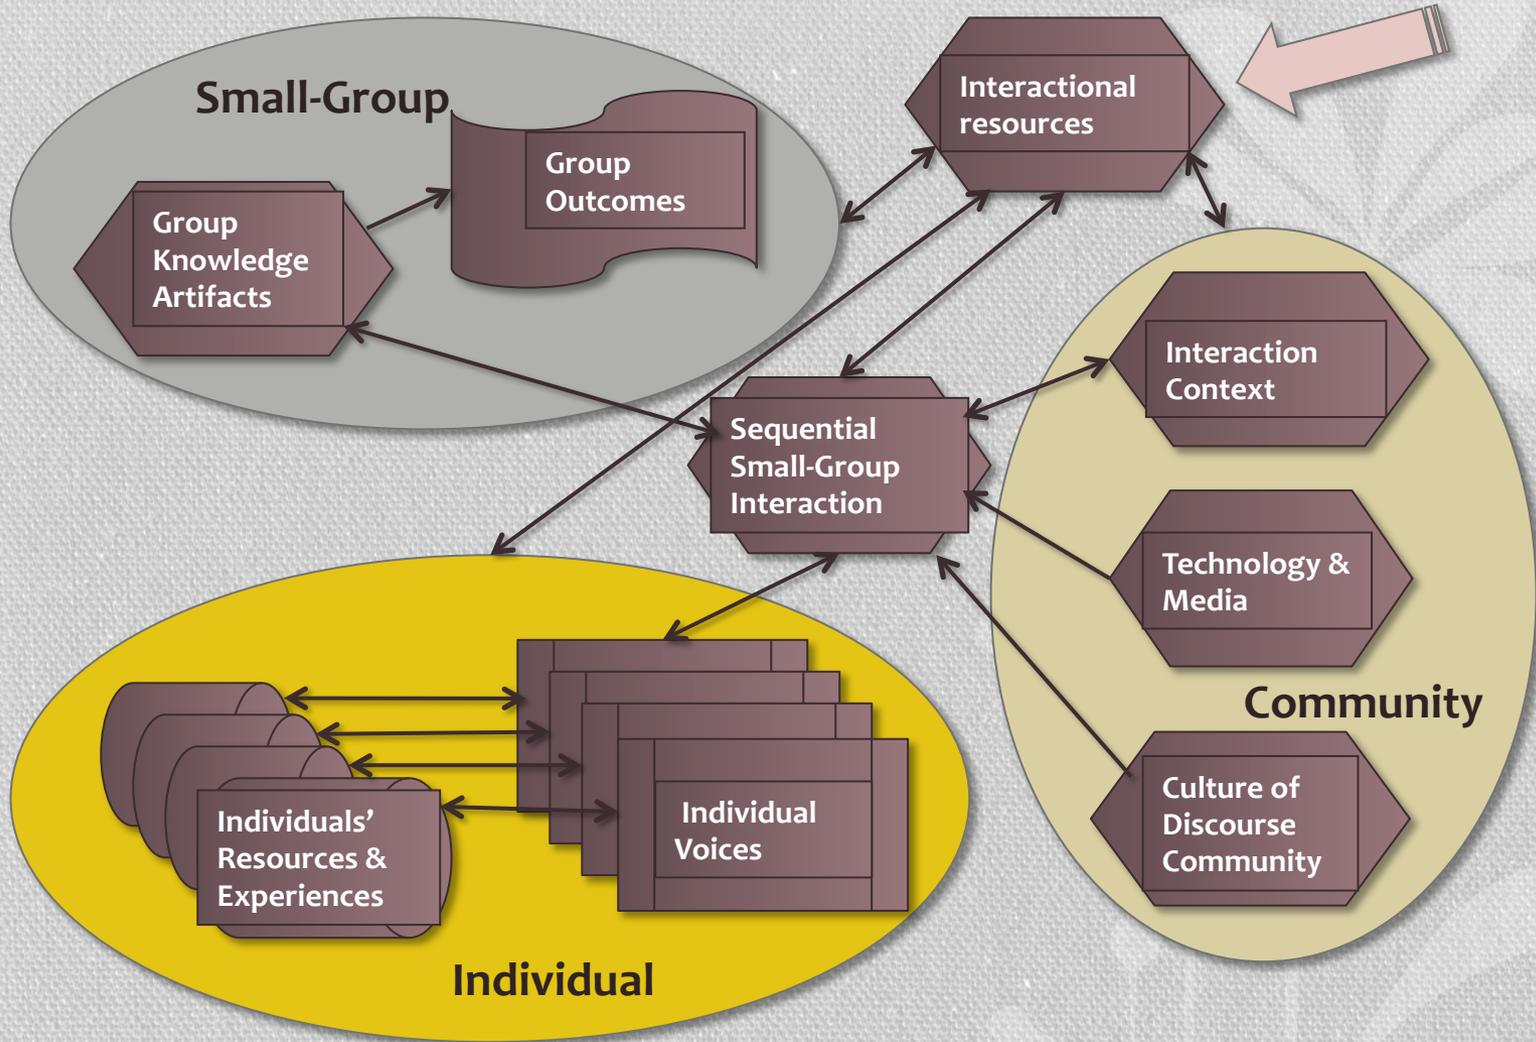 Small-Group
Group
Outcomes
Group
Knowledge
Artifacts
Interactional
resources
Sequential
Small-Group
Interaction
Interaction
Context
Technology &
Media
Community
Culture of
Discourse
Community
Individuals’
Resources &
Experiences
Individual
Voices
Individual